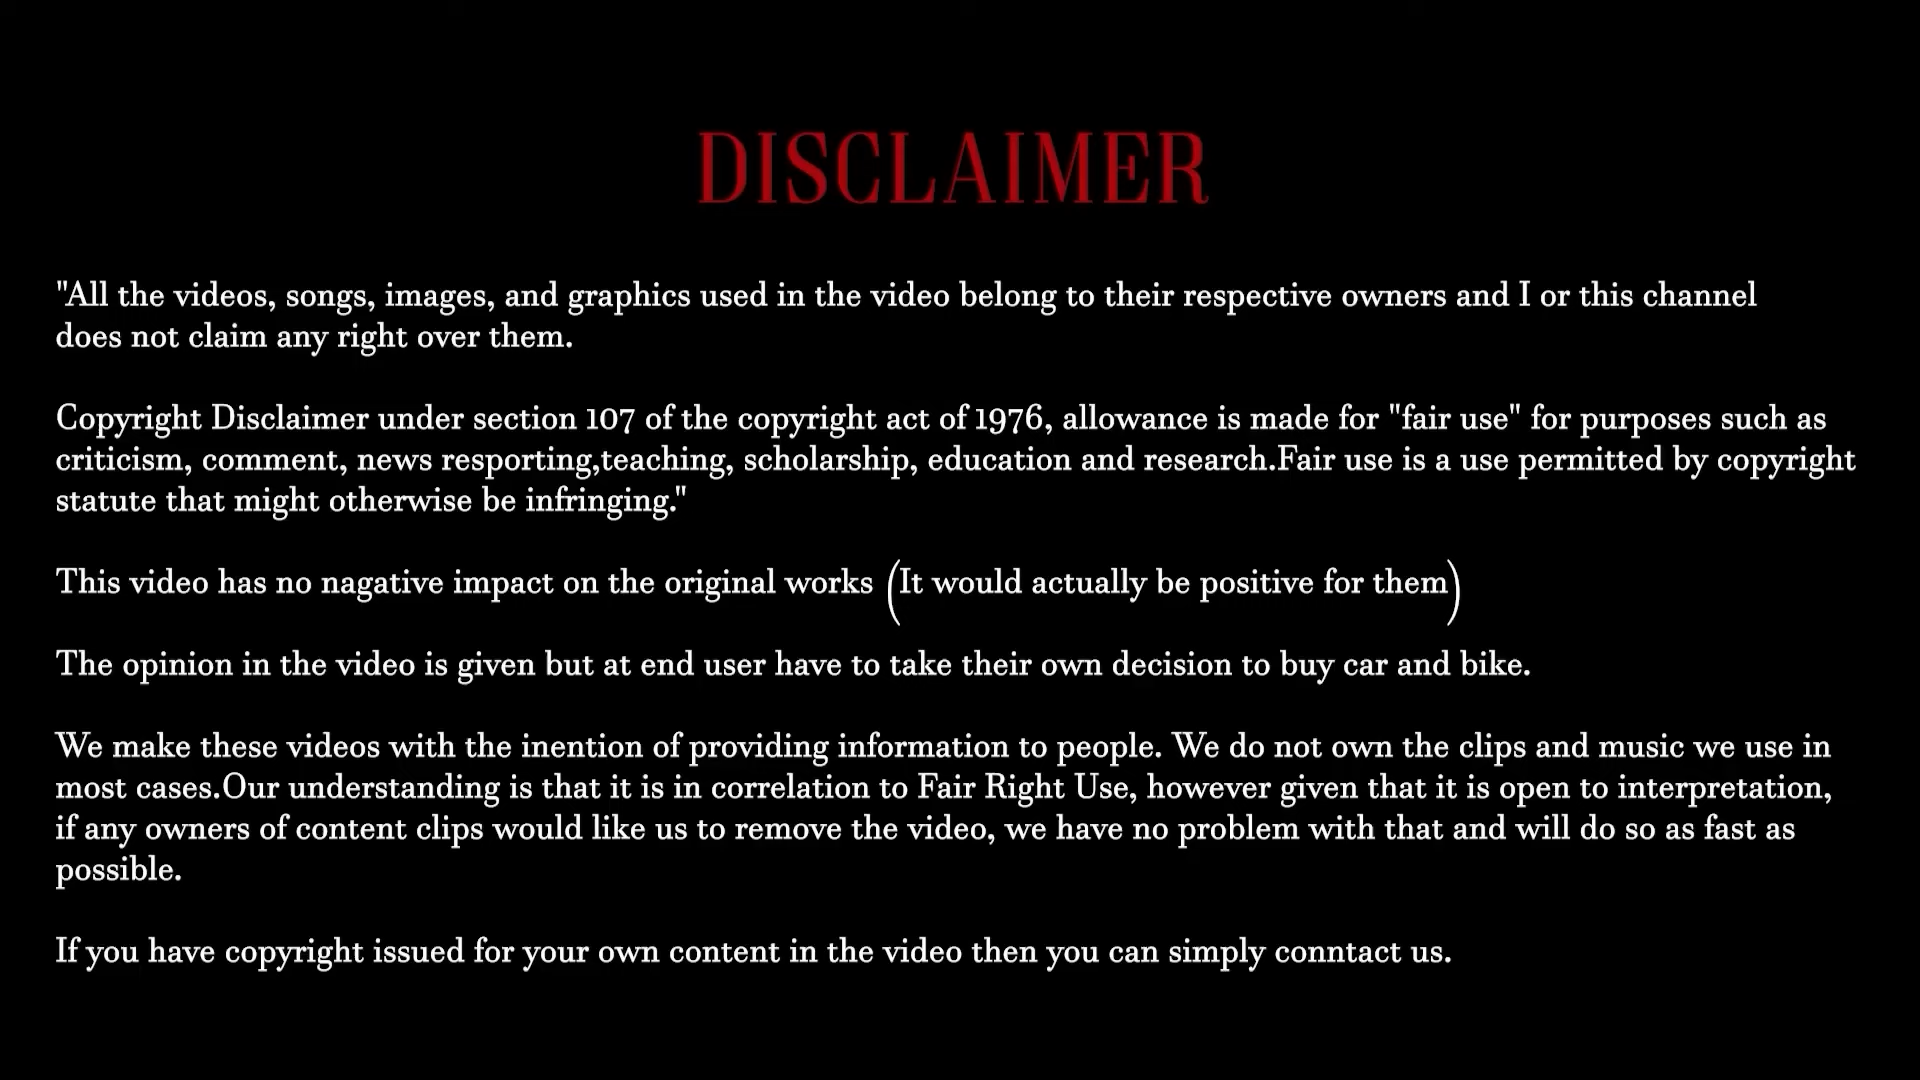 DISCLAIMER
"All the videos, songs, images, and graphics used in the video belong to their respective owners and I or this channel
does not claim any right over them.
Copyright Disclaimer under section 107 of the copyright act of 1976, allowance is made for "fair use" for purposes such as
criticism, comment, news resporting,teaching, scholarship, education and research.Fair use is a use permitted by copyright
statute that might otherwise be infringing."
This video has no nagative impact on the original works (It would actually be positive for them)
The opinion in the video is given but at end user have to take their own decision to buy car and bike.
We make these videos with the inention of providing information to people. We do not own the clips and music we use in
most cases.Our understanding is that it is in correlation to Fair Right Use, however given that it is open to interpretation,
if any owners of content clips would like us to remove the video, we have no problem with that and will do so as fast as
possible.
If you have copyright issued for your own content in the video then you can simply conntact us.